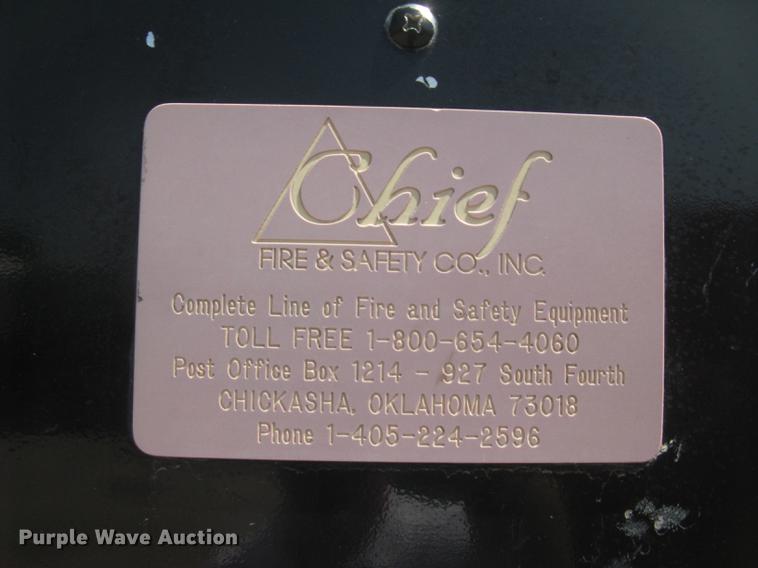 Chief
FIRE & SAFETY CO., INC.
Complete Line of Fire and Safety Equipment
TOLL FREE 1-800-654-4060
Post Office Box 1214 - 927 South Fourth
CHICKASHA, OKLAHOMA 73018
Phone 1-405-224-2596
Purple Wave Auction